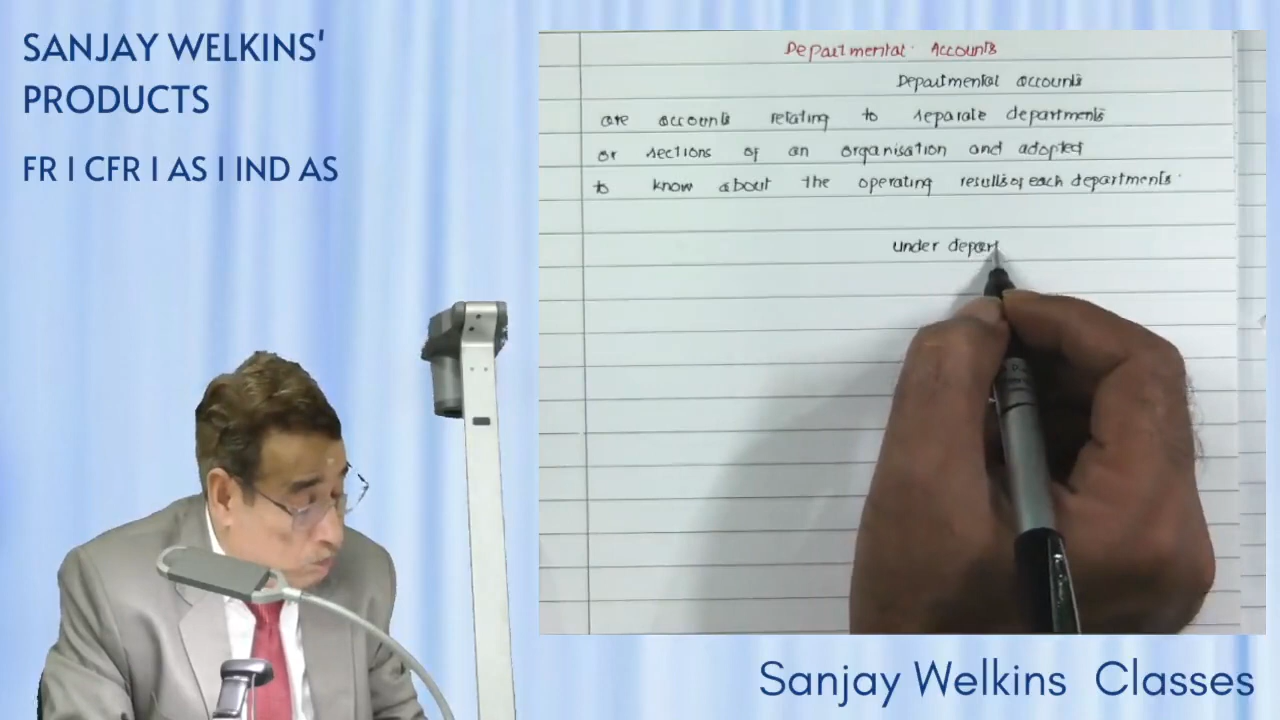 SANJAY WELKINS'
PRODUCTS
FR I CFR I AS I IND AS
Departmental Accounts
Departmental accounts
are accounts relating to separate departments
or sections of an organisation and adopted
to know about the operating results of each departments.
under depart
Sanjay Welkins Classes